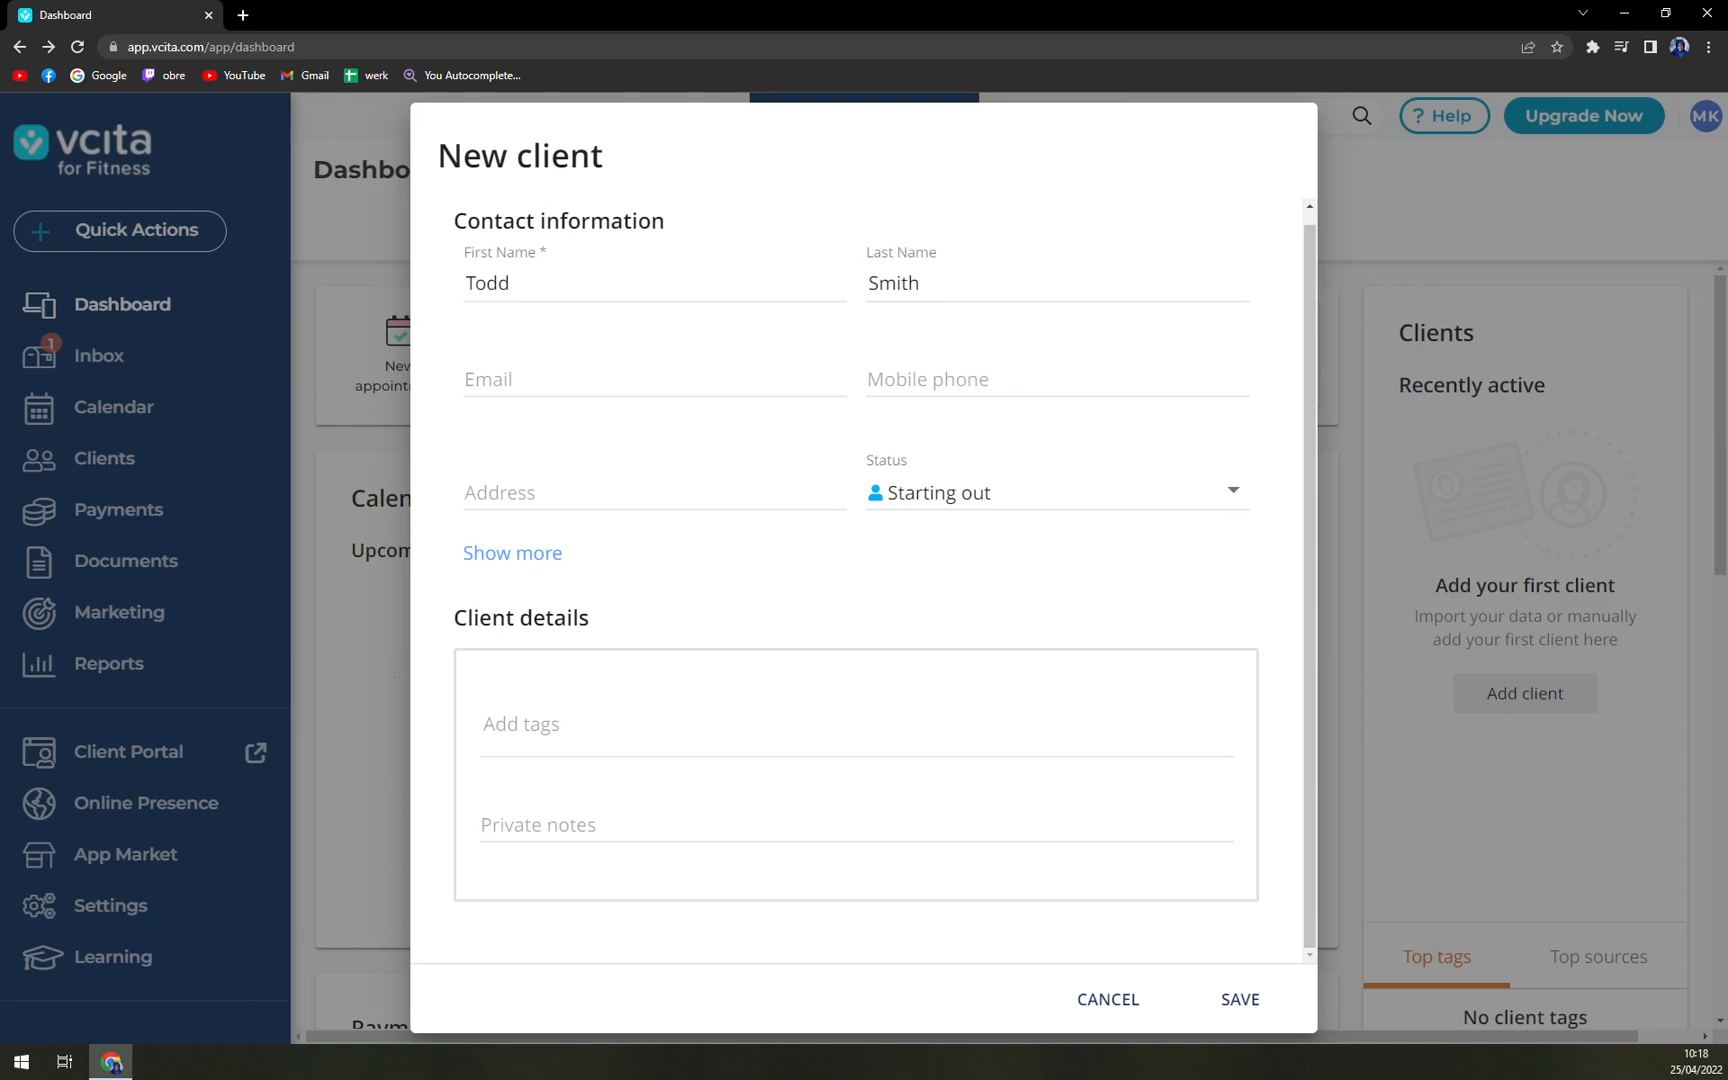 Dashboard
app.vcita.com/app/dashboard
Google
obre
YouTube
Gmail
werk
You Autocomplete...
vcita
for Fitness
Quick Actions
Dashboard
1
Inbox
Calendar
Clients
Payments
Documents
Marketing
Reports
Client Portal
Online Presence
App Market
Settings
Learning
Dashbo
? Help
Upgrade Now
MK
New
appoint
Calen
Upcom
Paym
New client
Contact information
First Name *
Last Name
Todd
Smith
Email
Mobile phone
Status
Address
Starting out
Show more
Client details
Add tags
Private notes
CANCEL
SAVE
Clients
Recently active
Add your first client
Import your data or manually
add your first client here
Add client
Top tags
Top sources
No client tags
10:18
25/04/2022